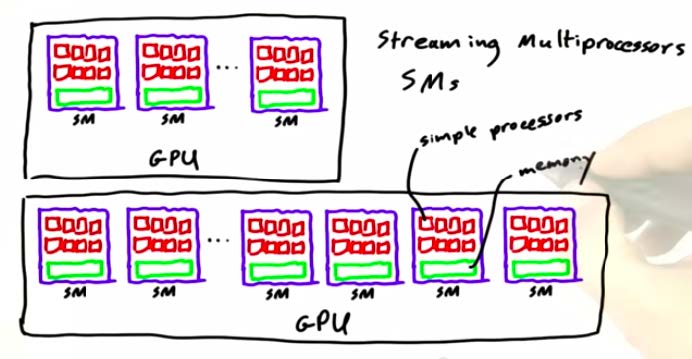 Streaming Multiprocessors
SMs
SM SM ... SM
GPU
simple processors
memory
SM SM ... SM SM SM SM
GPU